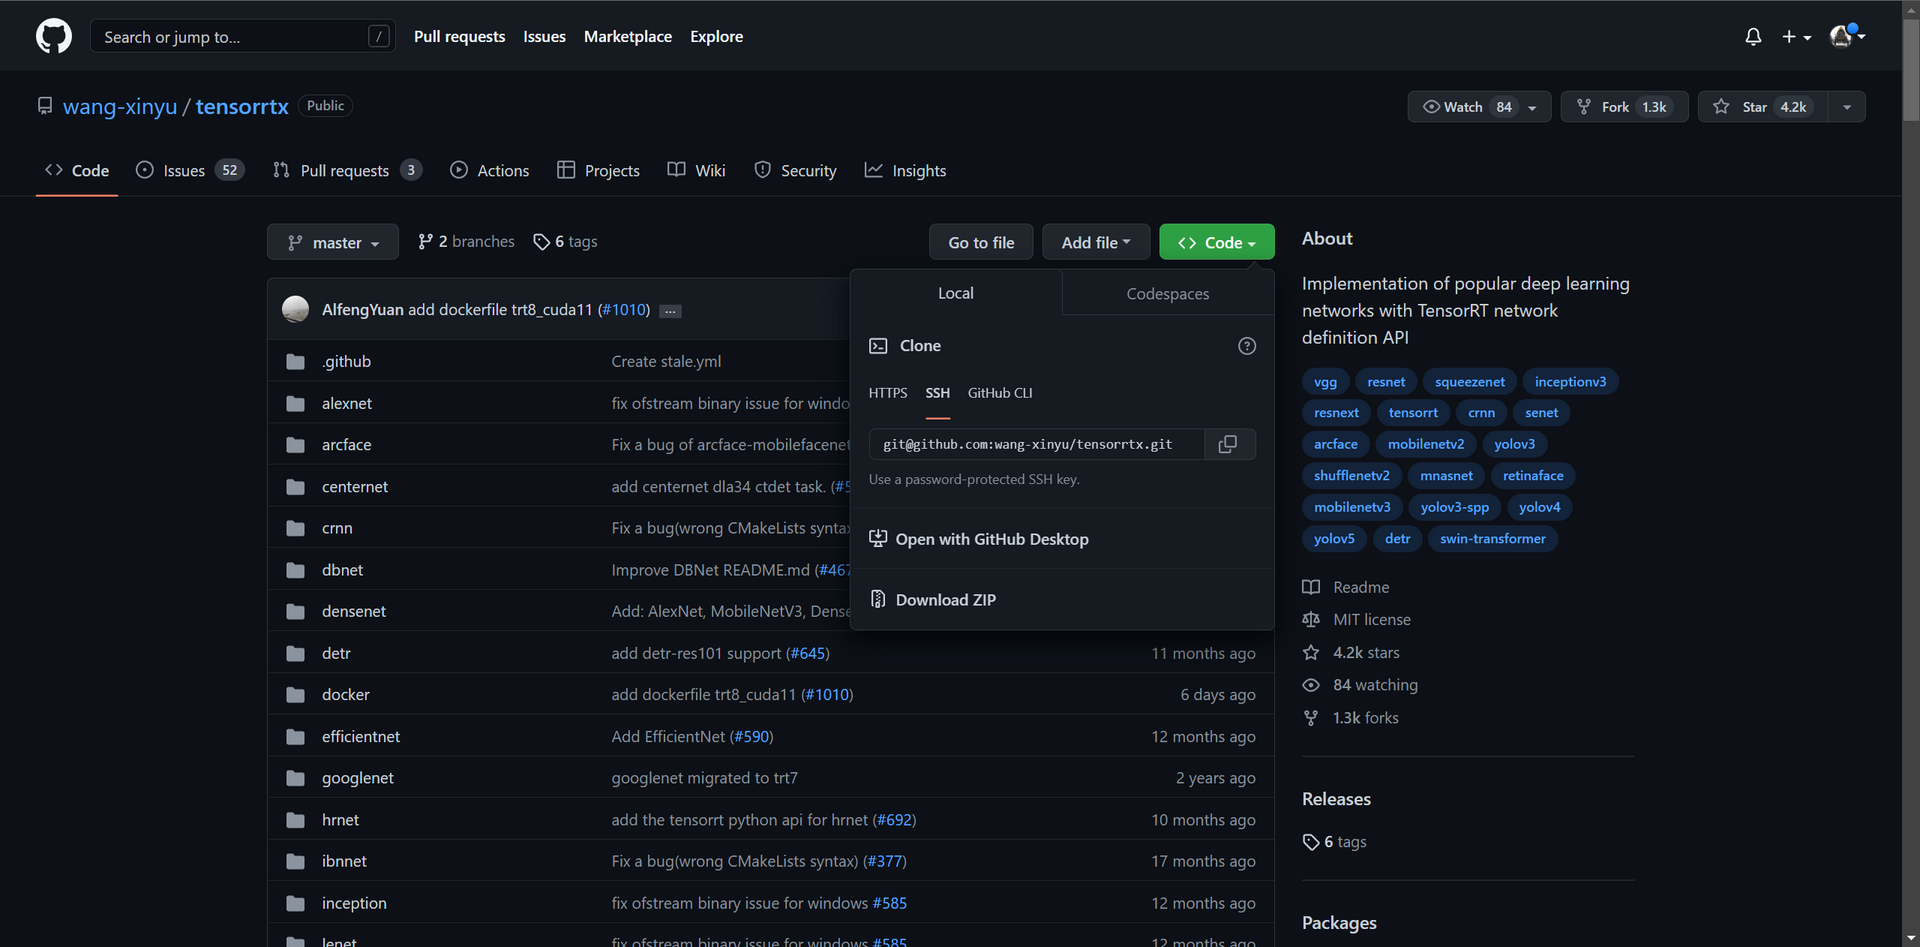 Search or jump to... /
Pull requests Issues Marketplace Explore
wang-xinyu / tensorrtx Public
Watch 84 Fork 1.3k Star 4.2k
Code Issues 52 Pull requests 3 Actions Projects Wiki Security Insights
master 2 branches 6 tags Go to file Add file Code
AlfengYuan add dockerfile trt8_cuda11 (#1010) ...
.github Create stale.yml
alexnet fix ofstream binary issue for windo
arcface Fix a bug of arcface-mobilefacenet
centernet add centernet dla34 ctdet task. (#5
crnn Fix a bug(wrong CMakeLists syntax
dbnet Improve DBNet README.md (#467
densenet Add: AlexNet, MobileNetV3, Dense
detr add detr-res101 support (#645) 11 months ago
docker add dockerfile trt8_cuda11 (#1010) 6 days ago
efficientnet Add EfficientNet (#590) 12 months ago
googlenet googlenet migrated to trt7 2 years ago
hrnet add the tensorrt python api for hrnet (#692) 10 months ago
ibnnet Fix a bug(wrong CMakeLists syntax) (#377) 17 months ago
inception fix ofstream binary issue for windows #585 12 months ago
lenet fix ofstream binary issue for windows #585 12 months ago
Local Codespaces
Clone
HTTPS SSH GitHub CLI
git@github.com:wang-xinyu/tensorrtx.git
Use a password-protected SSH key.
Open with GitHub Desktop
Download ZIP
About
Implementation of popular deep learning
networks with TensorRT network
definition API
vgg resnet squeezenet inceptionv3
resnext tensorrt crnn senet
arcface mobilenetv2 yolov3
shufflenetv2 mnasnet retinaface
mobilenetv3 yolov3-spp yolov4
yolov5 detr swin-transformer
Readme
MIT license
4.2k stars
84 watching
1.3k forks
Releases
6 tags
Packages